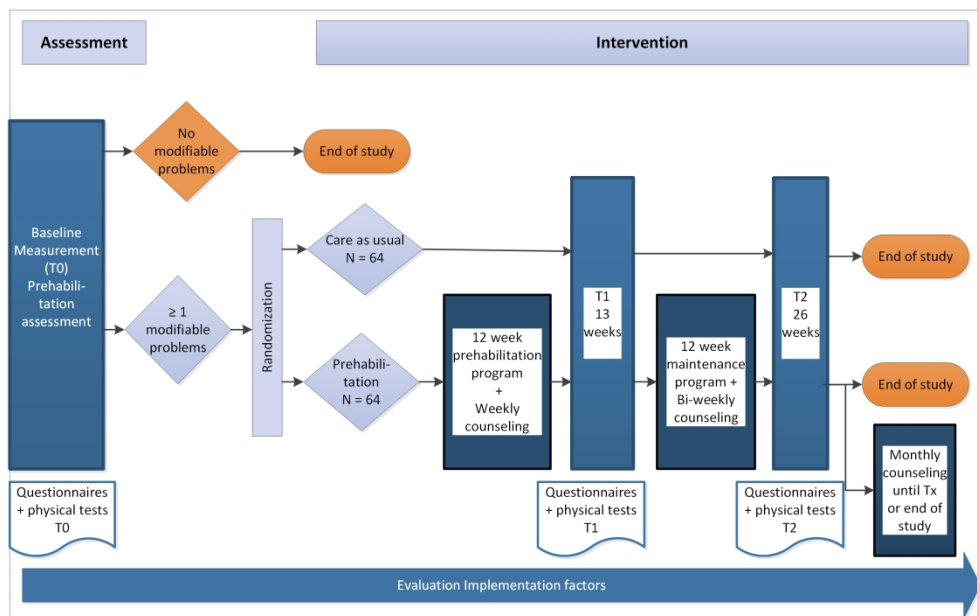 Assessment
Intervention
No
modifiable
problems
End of study
Baseline
Measurement
(T0)
Prehabili-
tation
assessment
≥ 1
modifiable
problems
Randomization
Care as usual
N = 64
Prehabili-
tation
N = 64
12 week
prehabilitation
program
+
Weekly
counseling
T1
13
weeks
12 week
maintenance
program +
Bi-weekly
counseling
T2
26
weeks
End of study
End of study
Monthly
counseling
until Tx
or end of
study
Questionnaires
+ physical tests
T0
Questionnaires
+ physical tests
T1
Questionnaires
+ physical tests
T2
Evaluation Implementation factors